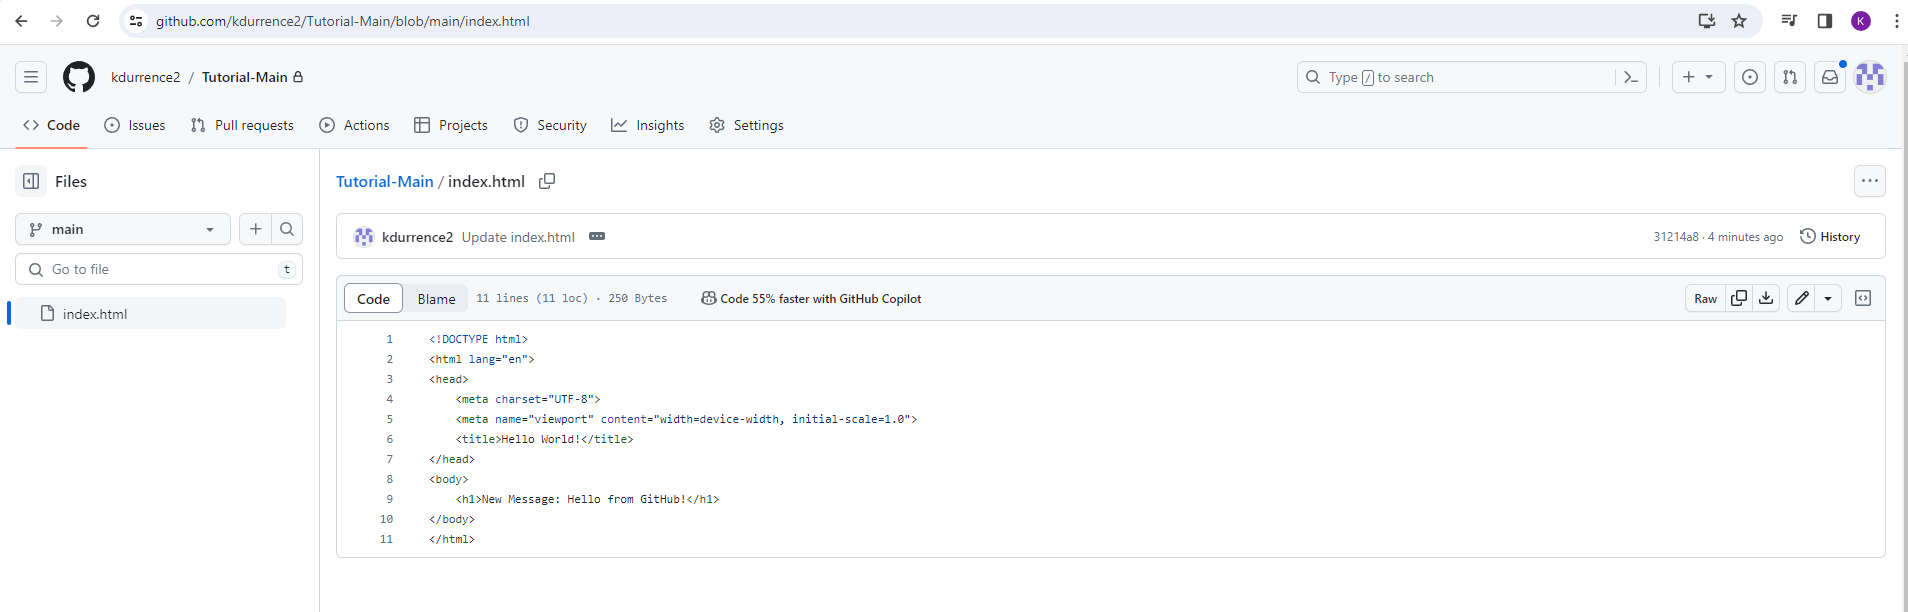 github.com/kdurrence2/Tutorial-Main/blob/main/index.html
K
kdurrence2 / Tutorial-Main
Type / to search
Code Issues Pull requests Actions Projects Security Insights Settings
Files
main
Go to file t
index.html
Tutorial-Main / index.html
kdurrence2 Update index.html
31214a8 · 4 minutes ago History
Code Blame 11 lines (11 loc) · 250 Bytes Code 55% faster with GitHub Copilot Raw
1 <!DOCTYPE html>
2 <html lang="en">
3 <head>
4     <meta charset="UTF-8">
5     <meta name="viewport" content="width=device-width, initial-scale=1.0">
6     <title>Hello World!</title>
7 </head>
8 <body>
9     <h1>New Message: Hello from GitHub!</h1>
10 </body>
11 </html>